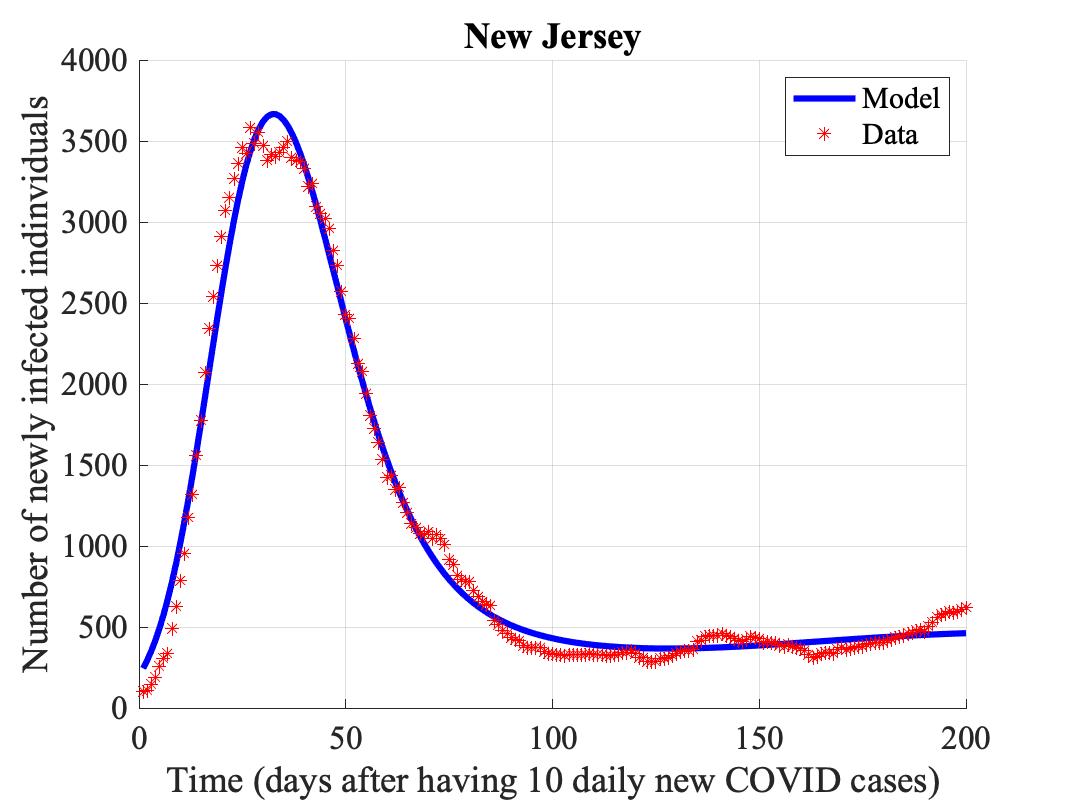 New Jersey
4000
3500
3000
2500
2000
1500
1000
500
0
Number of newly infected indinviduals
Model
Data
0 50 100 150 200
Time (days after having 10 daily new COVID cases)